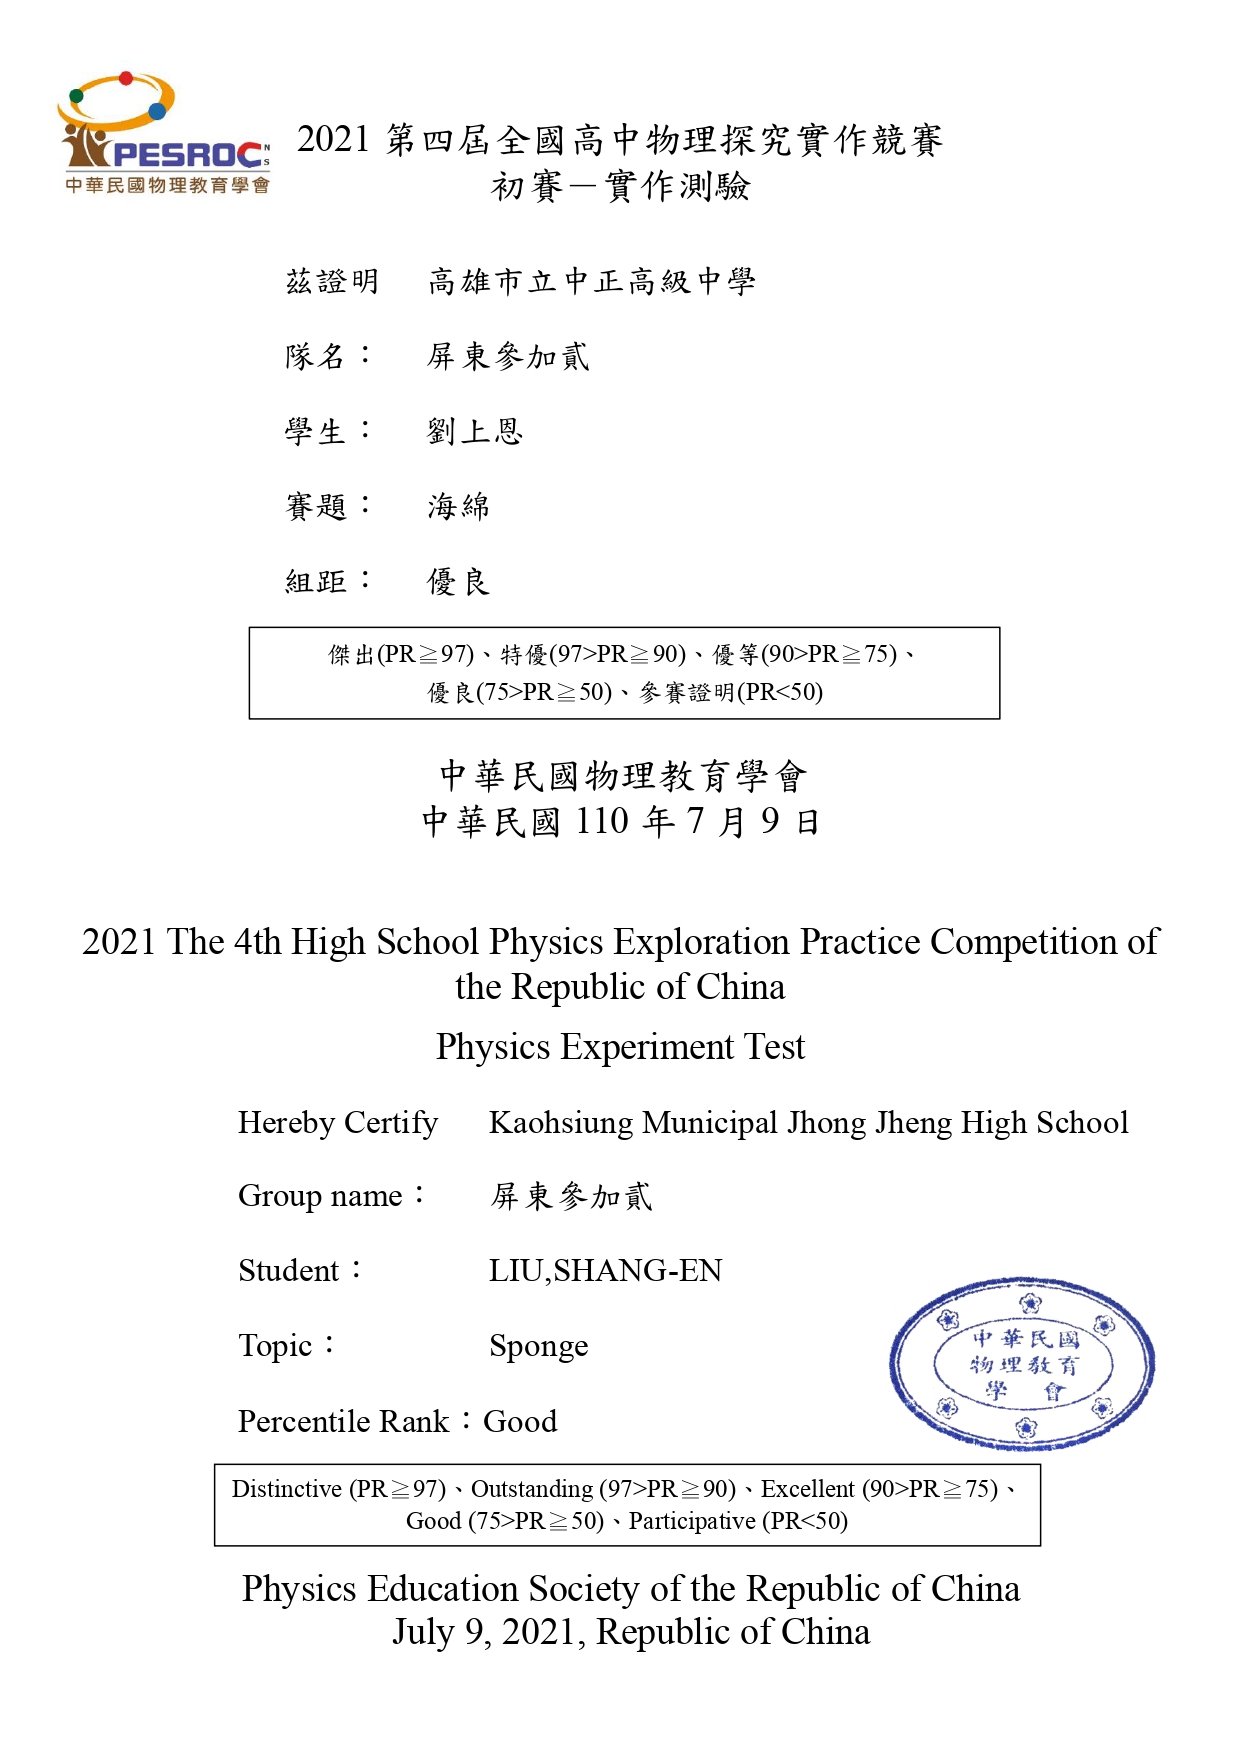 PESROC NS
中華民國物理教育學會
2021 第四屆全國高中物理探究實作競賽
初賽－實作測驗
茲證明 高雄市立中正高級中學
隊名： 屏東參加貳
學生： 劉上恩
賽題： 海綿
組距： 優良
傑出(PR≧97)、特優(97>PR≧90)、優等(90>PR≧75)、
優良(75>PR≧50)、參賽證明(PR<50)
中華民國物理教育學會
中華民國 110 年 7 月 9 日
2021 The 4th High School Physics Exploration Practice Competition of
the Republic of China
Physics Experiment Test
Hereby Certify Kaohsiung Municipal Jhong Jheng High School
Group name： 屏東參加貳
Student： LIU,SHANG-EN
Topic： Sponge
Percentile Rank：Good
中華民國
物理教育
學會
Distinctive (PR≧97)、Outstanding (97>PR≧90)、Excellent (90>PR≧75)、
Good (75>PR≧50)、Participative (PR<50)
Physics Education Society of the Republic of China
July 9, 2021, Republic of China